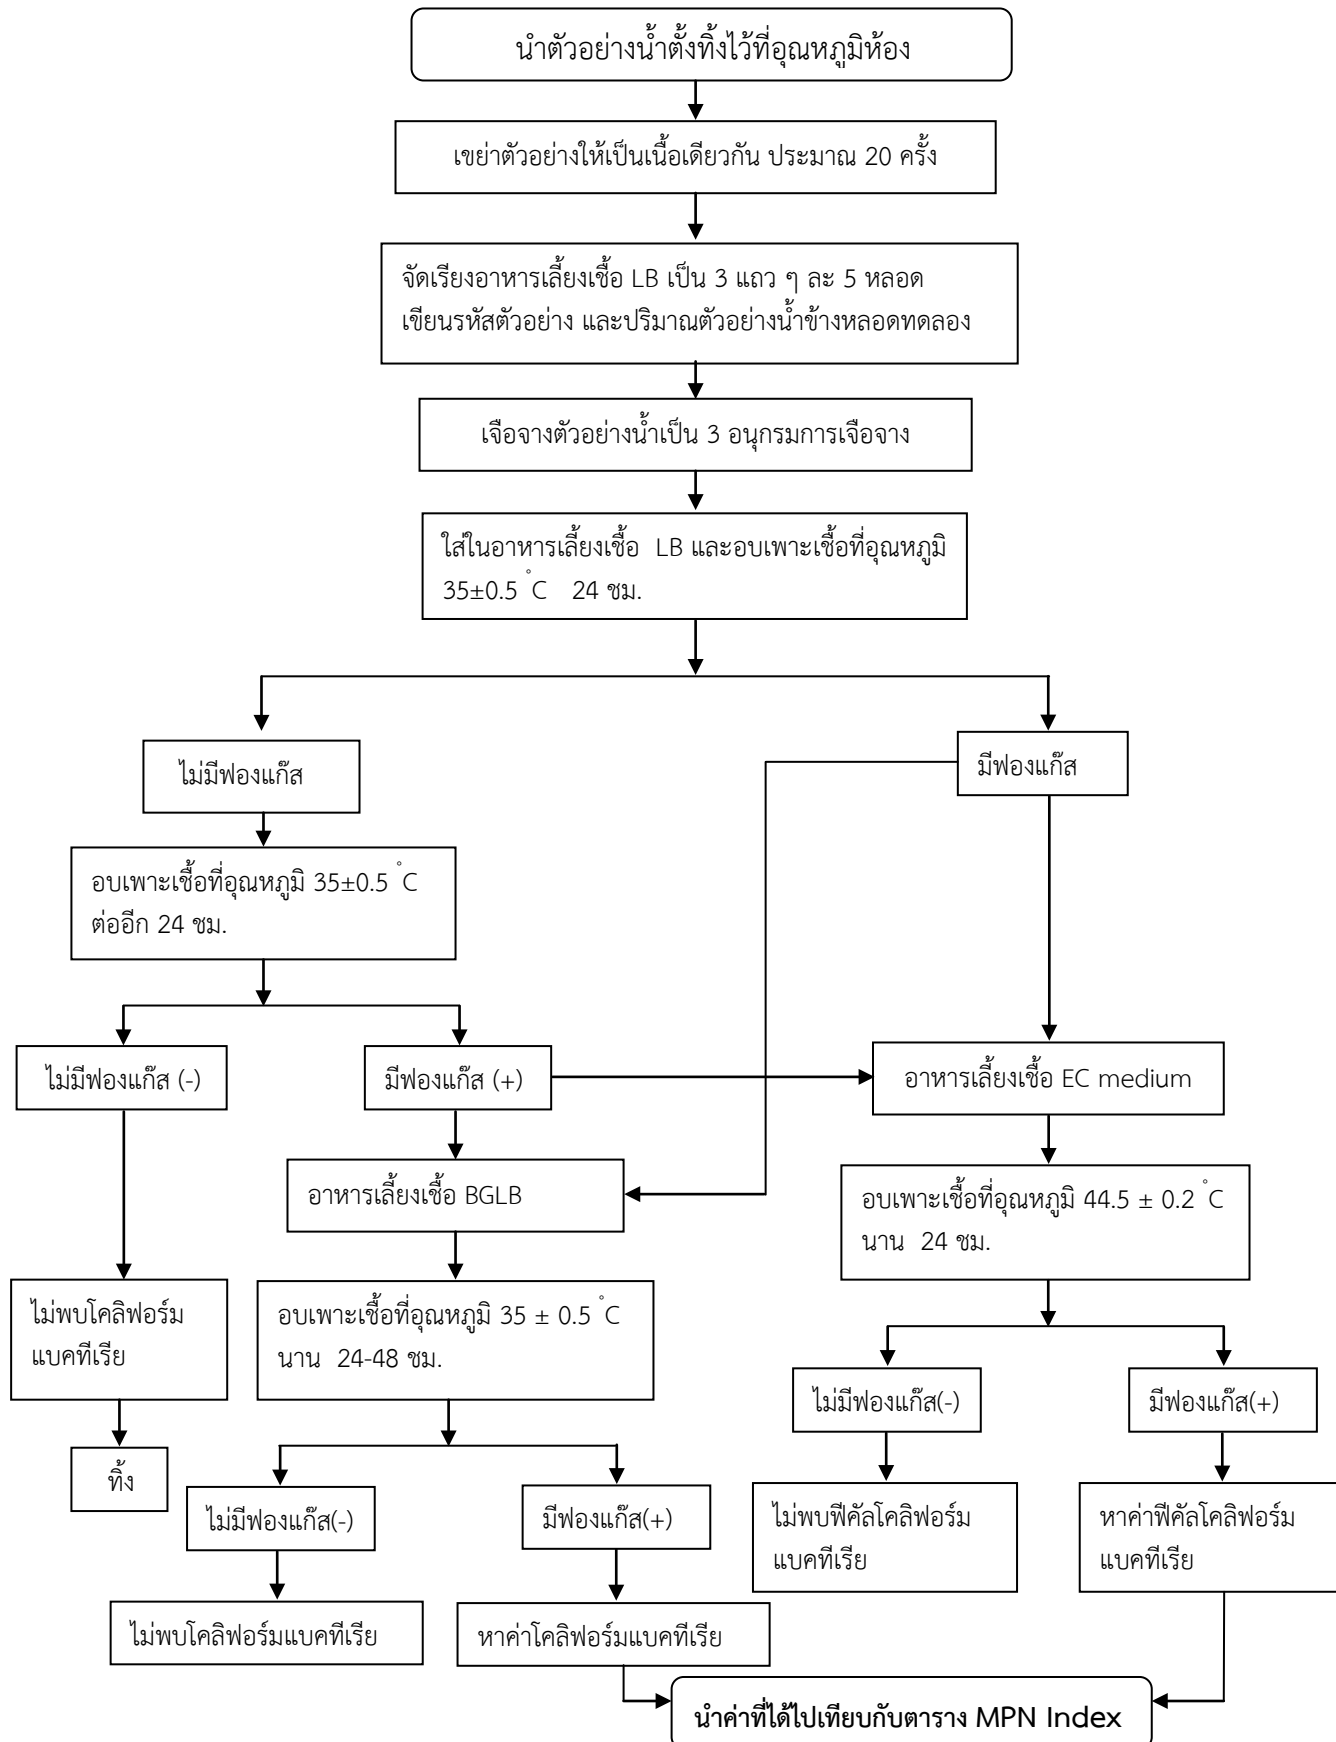 นำตัวอย่างน้ำตั้งทิ้งไว้ที่อุณหภูมิห้อง
เขย่าตัวอย่างให้เป็นเนื้อเดียวกัน ประมาณ 20 ครั้ง
จัดเรียงอาหารเลี้ยงเชื้อ LB เป็น 3 แถว ๆ ละ 5 หลอด
เขียนรหัสตัวอย่าง และปริมาณตัวอย่างน้ำข้างหลอดทดลอง
เจือจางตัวอย่างน้ำเป็น 3 อนุกรมการเจือจาง
ใส่ในอาหารเลี้ยงเชื้อ LB และอบเพาะเชื้อที่อุณหภูมิ
35±0.5 °C 24 ชม.
ไม่มีฟองแก๊ส
มีฟองแก๊ส
อบเพาะเชื้อที่อุณหภูมิ 35±0.5 °C
ต่ออีก 24 ชม.
ไม่มีฟองแก๊ส (-)
มีฟองแก๊ส (+)
อาหารเลี้ยงเชื้อ EC medium
อาหารเลี้ยงเชื้อ BGLB
อบเพาะเชื้อที่อุณหภูมิ 44.5 ± 0.2 °C
นาน 24 ชม.
ไม่พบโคลิฟอร์ม
แบคทีเรีย
อบเพาะเชื้อที่อุณหภูมิ 35 ± 0.5 °C
นาน 24-48 ชม.
ไม่มีฟองแก๊ส(-)
มีฟองแก๊ส(+)
ทิ้ง
ไม่มีฟองแก๊ส(-)
มีฟองแก๊ส(+)
ไม่พบฟีคัลโคลิฟอร์ม
แบคทีเรีย
หาค่าฟีคัลโคลิฟอร์ม
แบคทีเรีย
ไม่พบโคลิฟอร์มแบคทีเรีย
หาค่าโคลิฟอร์มแบคทีเรีย
นำค่าที่ได้ไปเทียบกับตาราง MPN Index